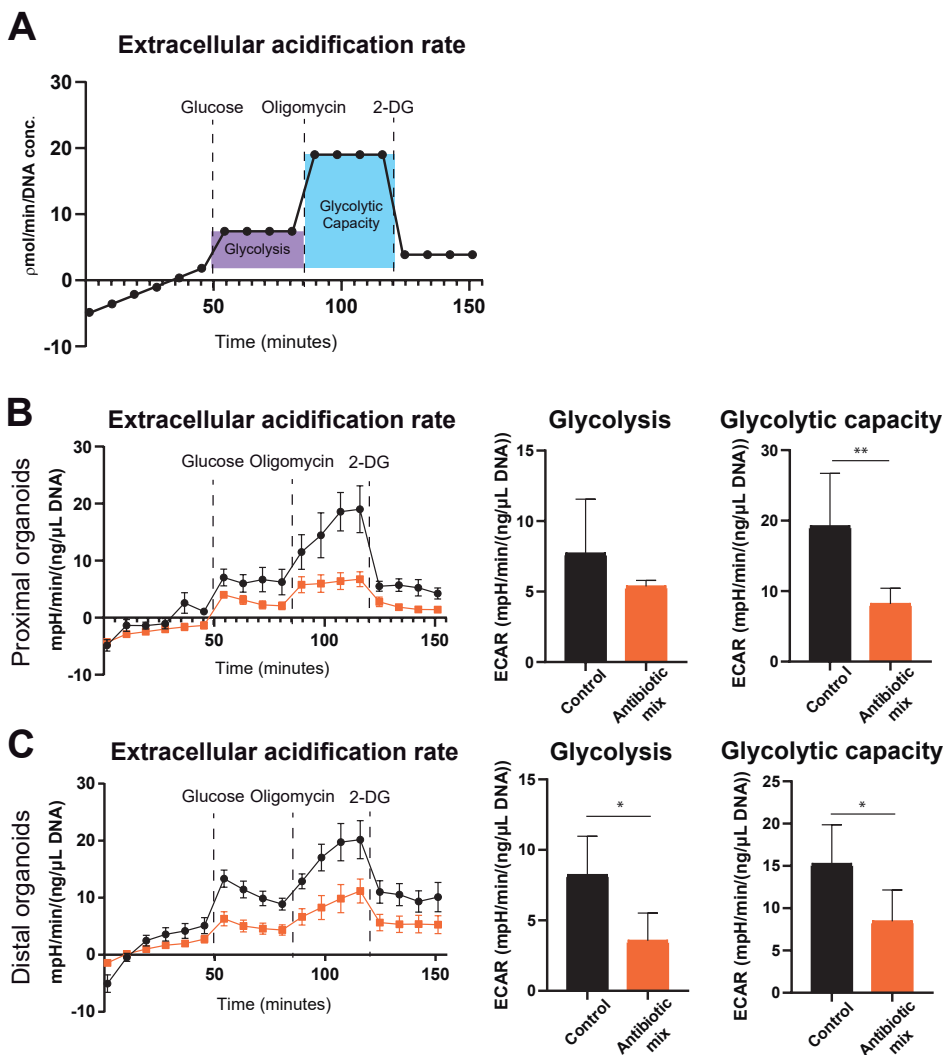 A
Extracellular acidification rate
Glucose Oligomycin 2-DG
ρmol/min/DNA conc.
30
20
10
0
-10
Glycolysis
Glycolytic
Capacity
50 100 150
Time (minutes)
B
Proximal organoids
Extracellular acidification rate
mpH/min/(ng/µL DNA)
30
20
10
0
-10
Glucose Oligomycin 2-DG
50 100 150
Time (minutes)
Glycolysis
ECAR (mpH/min/(ng/µL DNA))
15
10
5
0
Control
Antibiotic
mix
Glycolytic capacity
ECAR (mpH/min/(ng/µL DNA))
30
20
10
0
**
Control
Antibiotic
mix
C
Distal organoids
Extracellular acidification rate
mpH/min/(ng/µL DNA)
30
20
10
0
-10
Glucose Oligomycin 2-DG
50 100 150
Time (minutes)
Glycolysis
ECAR (mpH/min/(ng/µL DNA))
15
10
5
0
*
Control
Antibiotic
mix
Glycolytic capacity
ECAR (mpH/min/(ng/µL DNA))
25
20
15
10
5
0
*
Control
Antibiotic
mix